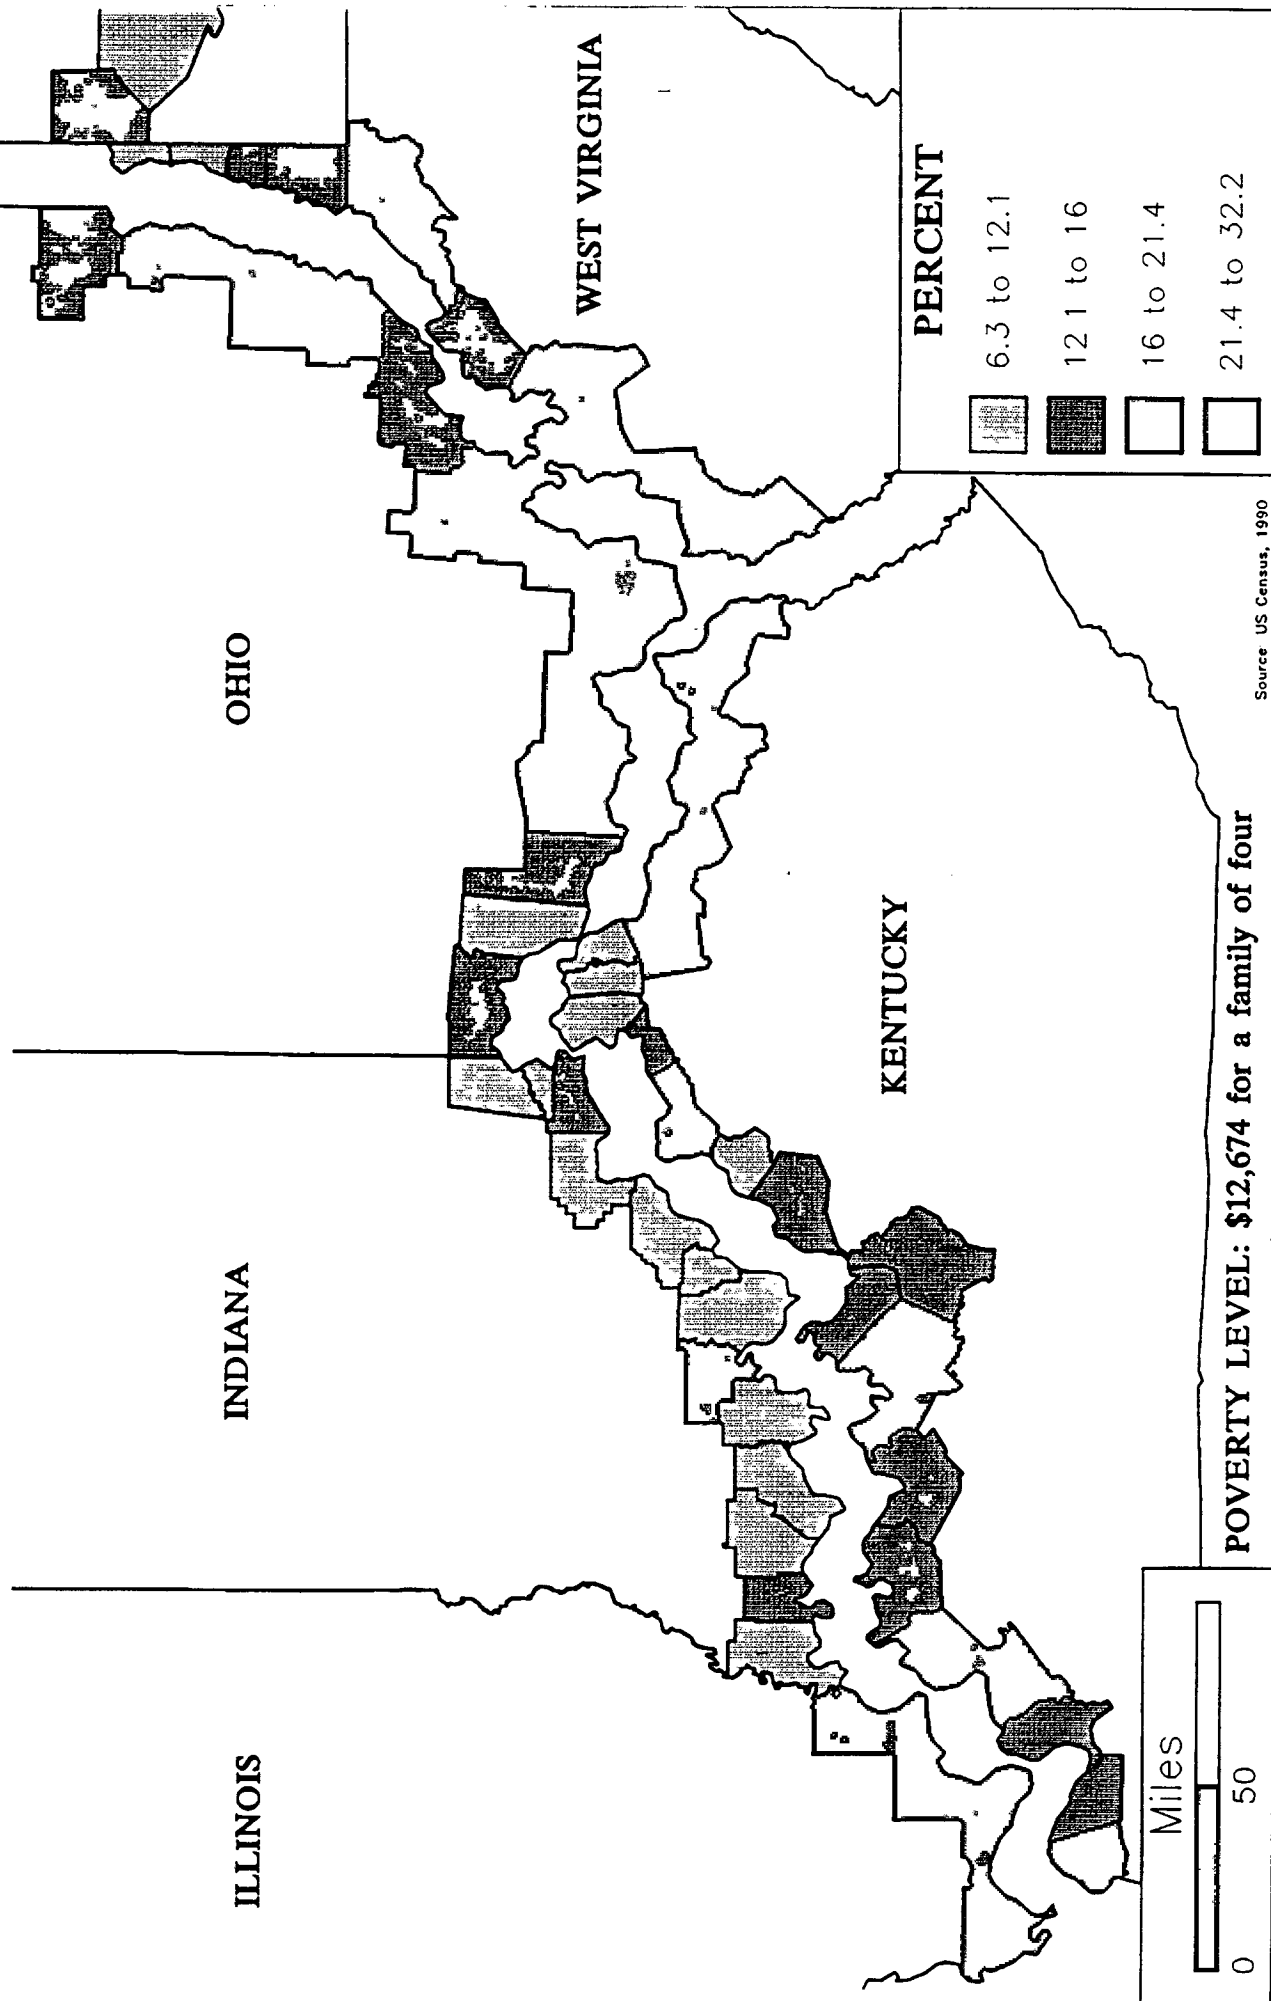 OHIO
WEST VIRGINIA
INDIANA
ILLINOIS
KENTUCKY
PERCENT
6.3 to 12.1
12 1 to 16
16 to 21.4
21.4 to 32.2
Source US Census, 1990
Miles
0 50
POVERTY LEVEL: $12,674 for a family of four